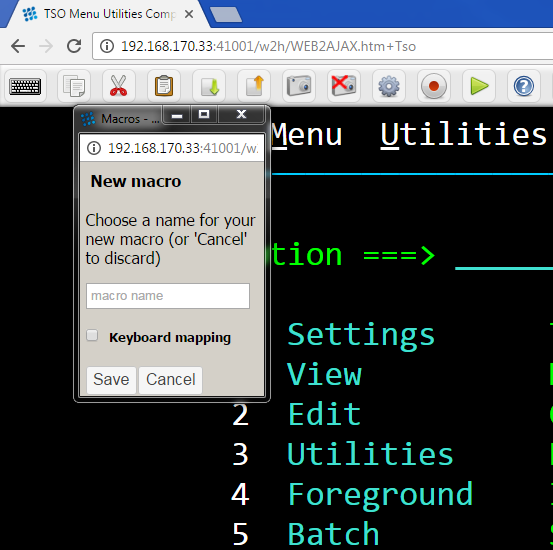 TSO Menu Utilities Comp
192.168.170.33:41001/w2h/WEB2AJAX.htm+Tso
Macros - ...
192.168.170.33:41001/w.
Menu Utilities
New macro
Choose a name for your
new macro (or 'Cancel'
to discard)
tion ===>
macro name
Keyboard mapping
Save Cancel
Settings
View
2 Edit
3 Utilities
4 Foreground
5 Batch